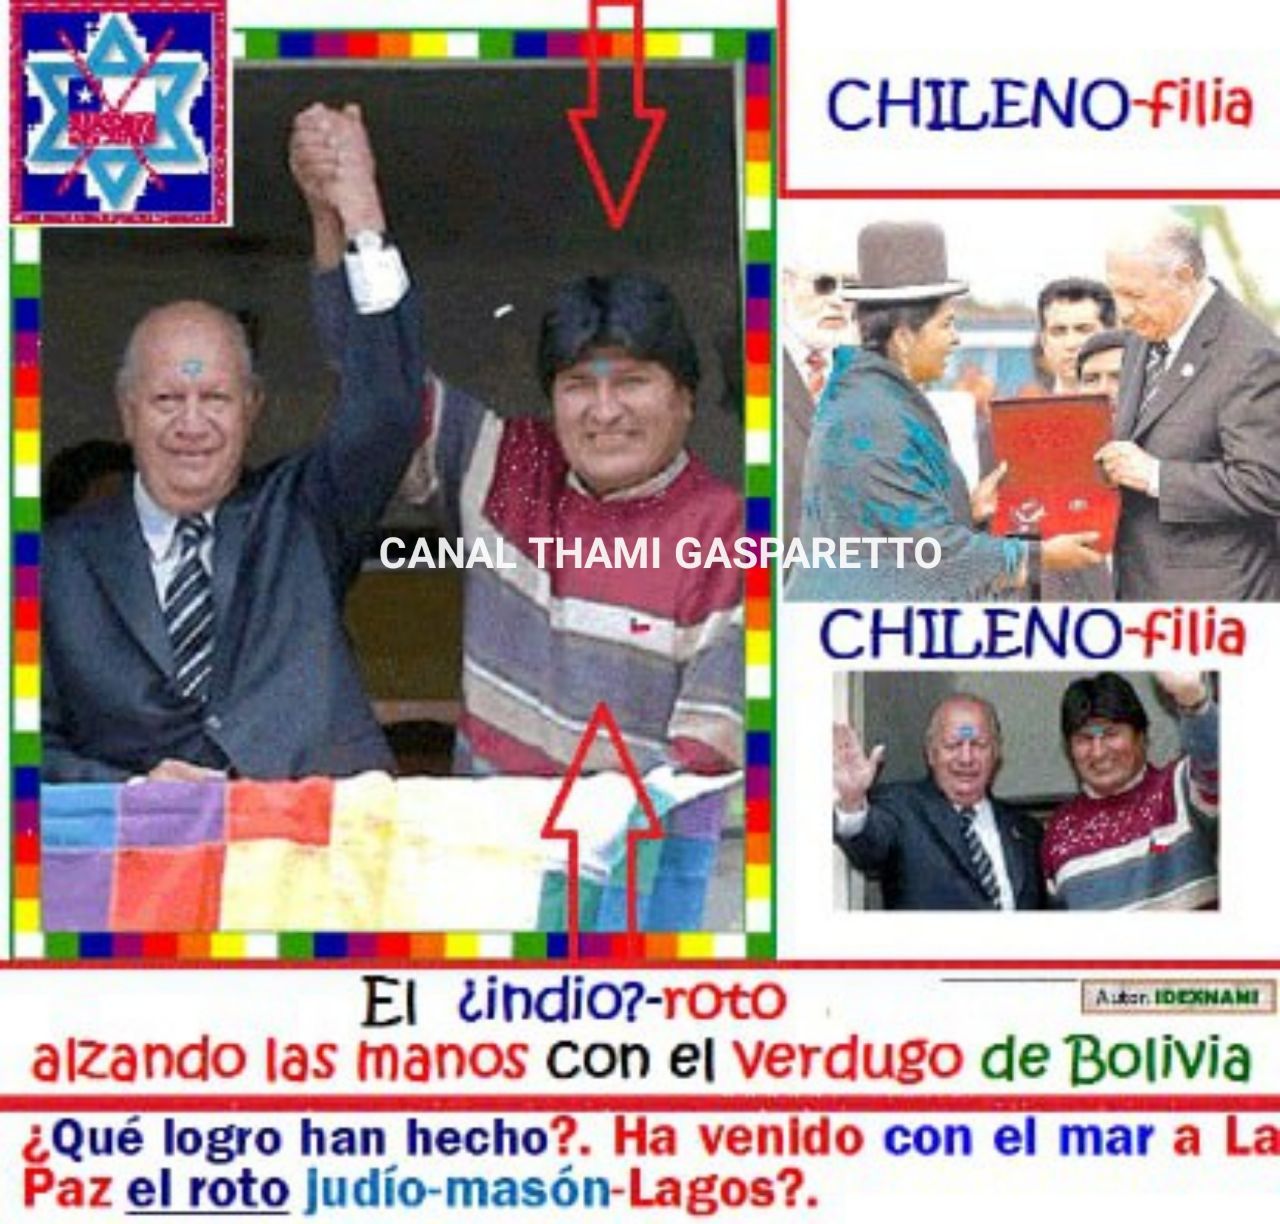 CHILENO-filia
CANAL THAMI GASPARETTO
CHILENO-filia
El ¿indio?-roto
Autor: IDEXNANI
alzando las manos con el verdugo de Bolivia
¿Qué logro han hecho?. Ha venido con el mar a La
Paz el roto Judío-masón-Lagos?.